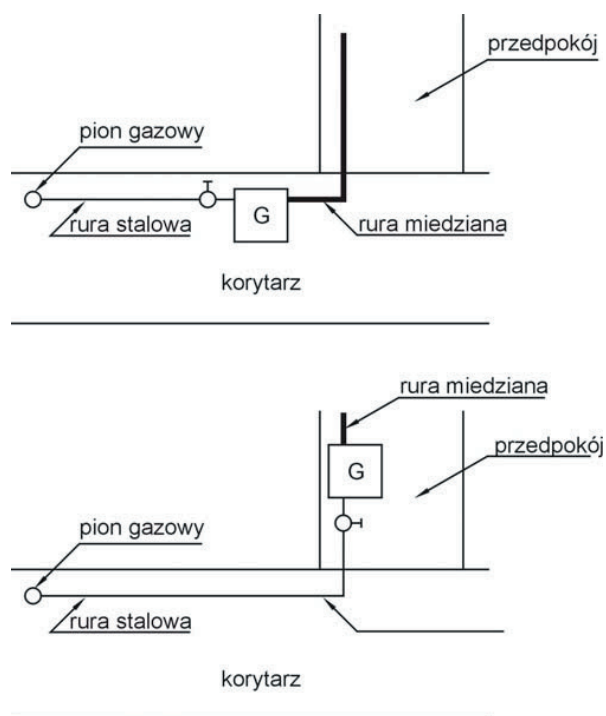 przedpokój
pion gazowy
G
rura stalowa
rura miedziana
korytarz
rura miedziana
G
przedpokój
pion gazowy
rura stalowa
korytarz